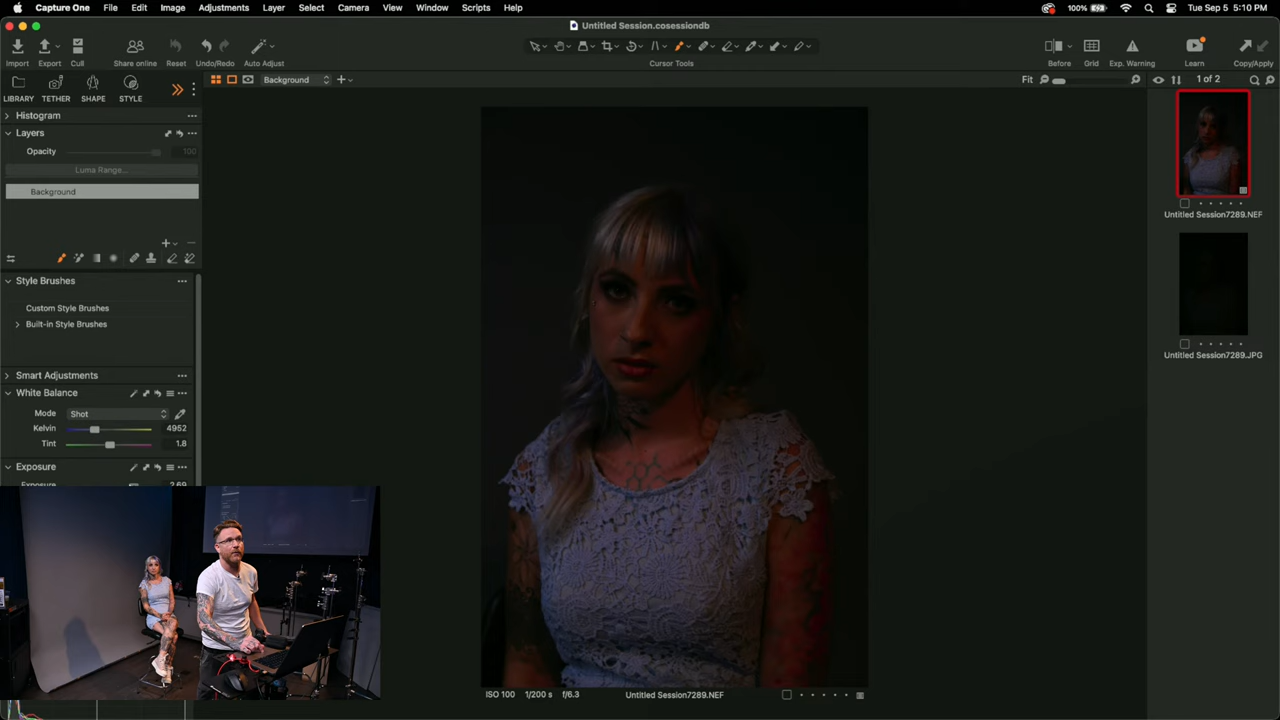 Capture One File Edit Image Adjustments Layer Select Camera View Window Scripts Help 100% Tue Sep 5 5:10 PM
Untitled Session.cosessiondb
Import Export Cull Share online Reset Undo/Redo Auto Adjust Cursor Tools Before Grid Exp. Warning Learn Copy/Apply
LIBRARY TETHER SHAPE STYLE
Background
Fit
1 of 2
Histogram
Layers
Opacity 100
Luma Range...
Background
Style Brushes
Custom Style Brushes
Built-in Style Brushes
Smart Adjustments
White Balance
Mode Shot
Kelvin 4952
Tint 1.8
Exposure
Exposure 2.69
ISO 100 1/200 s f/6.3 Untitled Session7289.NEF
Untitled Session7289.NEF
Untitled Session7289.JPG